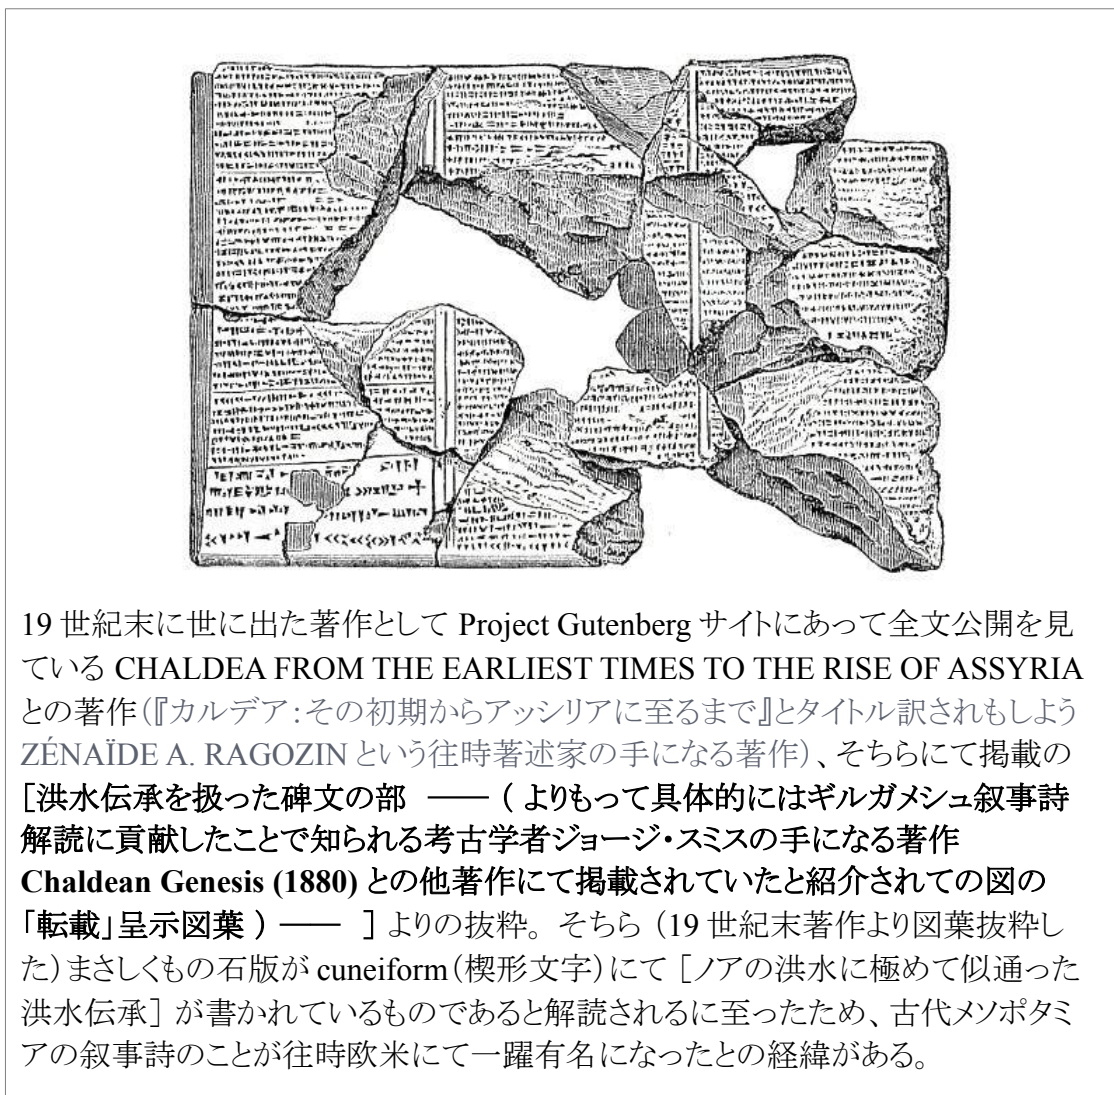 19 世紀末に世に出た著作として Project Gutenberg サイトにあって全文公開を見
ている CHALDEA FROM THE EARLIEST TIMES TO THE RISE OF ASSYRIA
との著作(『カルデア:その初期からアッシリアに至るまで』とタイトル訳されもしよう
ZÉNAÏDE A. RAGOZIN という往時著述家の手になる著作)、そちらにて掲載の
[洪水伝承を扱った碑文の部 ―― ( よりもって具体的にはギルガメシュ叙事詩
解読に貢献したことで知られる考古学者ジョージ・スミスの手になる著作
Chaldean Genesis (1880) との他著作にて掲載されていたと紹介されての図の
「転載」呈示図葉 ) ―― ] よりの抜粋。そちら (19 世紀末著作より図葉抜粋し
た)まさしくもの石版が cuneiform(楔形文字)にて [ノアの洪水に極めて似通った
洪水伝承] が書かれているものであると解読されるに至ったため、古代メソポタミ
アの叙事詩のことが往時欧米にて一躍有名になったとの経緯がある。